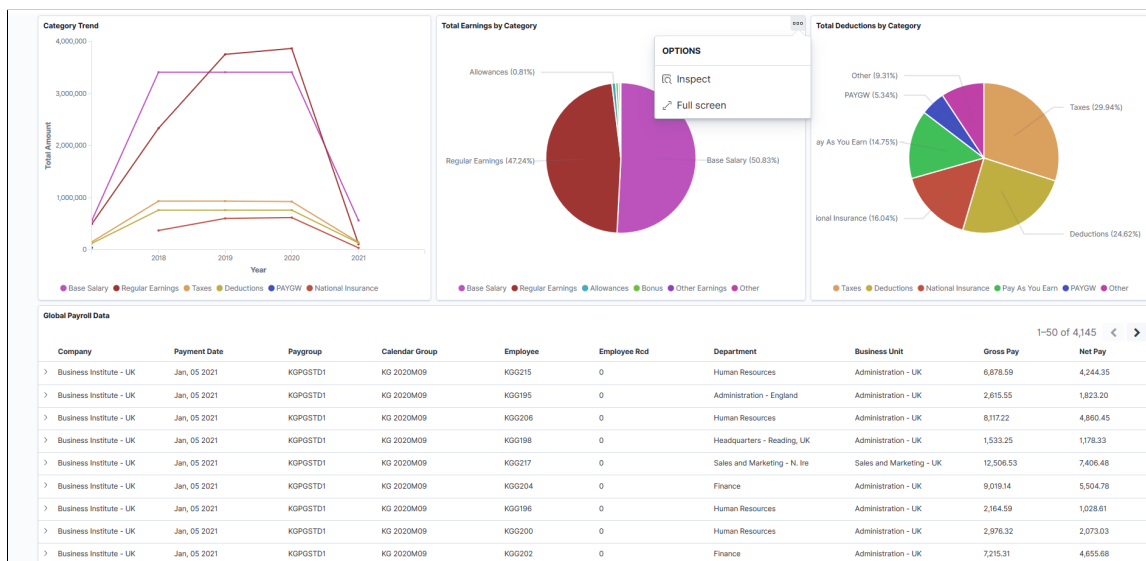 Category Trend
4,000,000
3,000,000
2,000,000
1,000,000
0
Total Amount
2018 2019 2020 2021
Year
Base Salary Regular Earnings Taxes Deductions PAYGW National Insurance
Total Earnings by Category
OPTIONS
Inspect
Full screen
Allowances (0.81%)
Regular Earnings (47.24%)
Base Salary (50.83%)
Base Salary Regular Earnings Allowances Bonus Other Earnings Other
Total Deductions by Category
Other (9.31%)
PAYGW (5.34%)
Taxes (29.94%)
ay As You Earn (14.75%)
ional Insurance (16.04%)
Deductions (24.62%)
Taxes Deductions National Insurance Pay As You Earn PAYGW Other
Global Payroll Data
1–50 of 4,145
Company Payment Date Paygroup Calendar Group Employee Employee Rcd Department Business Unit Gross Pay Net Pay
Business Institute - UK Jan, 05 2021 KGPGSTD1 KG 2020M09 KGG215 0 Human Resources Administration - UK 6,878.59 4,244.35
Business Institute - UK Jan, 05 2021 KGPGSTD1 KG 2020M09 KGG195 0 Administration - England Administration - UK 2,615.55 1,823.20
Business Institute - UK Jan, 05 2021 KGPGSTD1 KG 2020M09 KGG206 0 Human Resources Administration - UK 8,117.22 4,860.45
Business Institute - UK Jan, 05 2021 KGPGSTD1 KG 2020M09 KGG198 0 Headquarters - Reading, UK Administration - UK 1,533.25 1,178.33
Business Institute - UK Jan, 05 2021 KGPGSTD1 KG 2020M09 KGG217 0 Sales and Marketing - N. Ire Sales and Marketing - UK 12,506.53 7,406.48
Business Institute - UK Jan, 05 2021 KGPGSTD1 KG 2020M09 KGG204 0 Finance Administration - UK 9,019.14 5,504.78
Business Institute - UK Jan, 05 2021 KGPGSTD1 KG 2020M09 KGG196 0 Human Resources Administration - UK 2,164.59 1,028.61
Business Institute - UK Jan, 05 2021 KGPGSTD1 KG 2020M09 KGG200 0 Human Resources Administration - UK 2,976.32 2,073.03
Business Institute - UK Jan, 05 2021 KGPGSTD1 KG 2020M09 KGG202 0 Finance Administration - UK 7,215.31 4,655.68